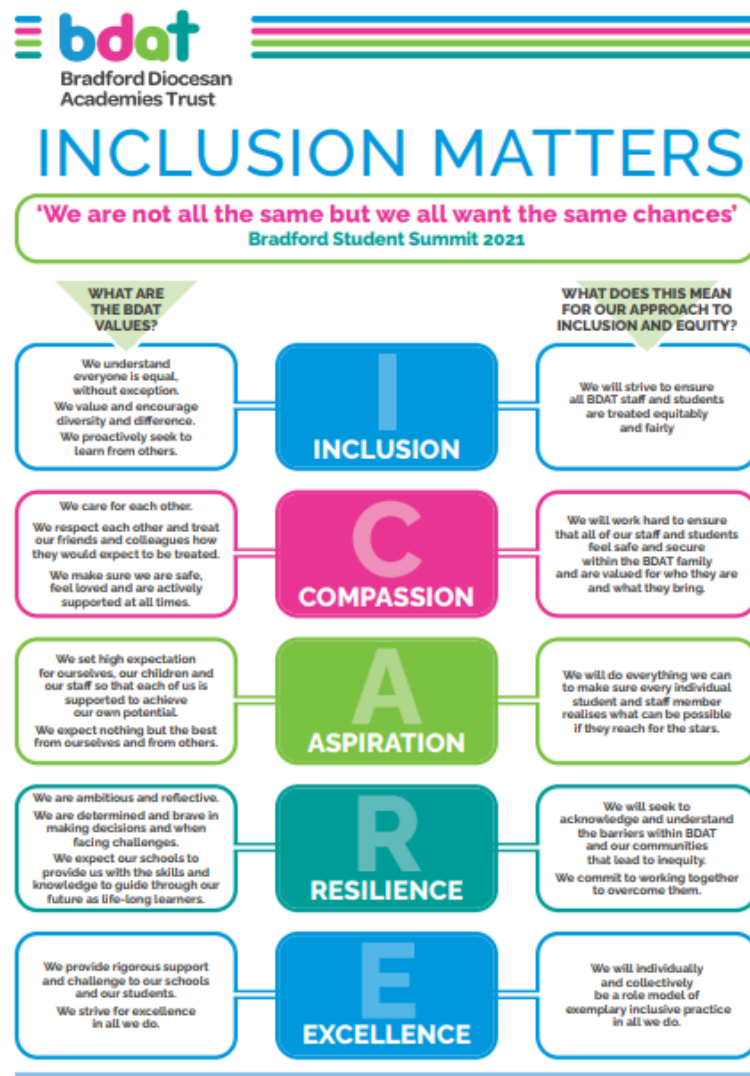 bdat
Bradford Diocesan
Academies Trust
INCLUSION MATTERS
‘We are not all the same but we all want the same chances’
Bradford Student Summit 2021
WHAT ARE
THE BDAT
VALUES?
WHAT DOES THIS MEAN
FOR OUR APPROACH TO
INCLUSION AND EQUITY?
We understand
everyone is equal,
without exception.
We value and encourage
diversity and difference.
We proactively seek to
learn from others.
I
INCLUSION
We will strive to ensure
all BDAT staff and students
are treated equitably
and fairly
We care for each other.
We respect each other and treat
our friends and colleagues how
they would expect to be treated.
We make sure we are safe,
feel loved and are actively
supported at all times.
C
COMPASSION
We will work hard to ensure
that all of our staff and students
feel safe and secure
within the BDAT family
and are valued for who they are
and what they bring.
We set high expectation
for ourselves, our children and
our staff so that each of us is
supported to achieve
our own potential.
We expect nothing but the best
from ourselves and from others.
A
ASPIRATION
We will do everything we can
to make sure every individual
student and staff member
realises what can be possible
if they reach for the stars.
We are ambitious and reflective.
We are determined and brave in
making decisions and when
facing challenges.
We expect our schools to
provide us with the skills and
knowledge to guide through our
future as life-long learners.
R
RESILIENCE
We will seek to
acknowledge and understand
the barriers within BDAT
and our communities
that lead to inequity.
We commit to working together
to overcome them.
We provide rigorous support
and challenge to our schools
and our students.
We strive for excellence
in all we do.
E
EXCELLENCE
We will individually
and collectively
be a role model of
exemplary inclusive practice
in all we do.